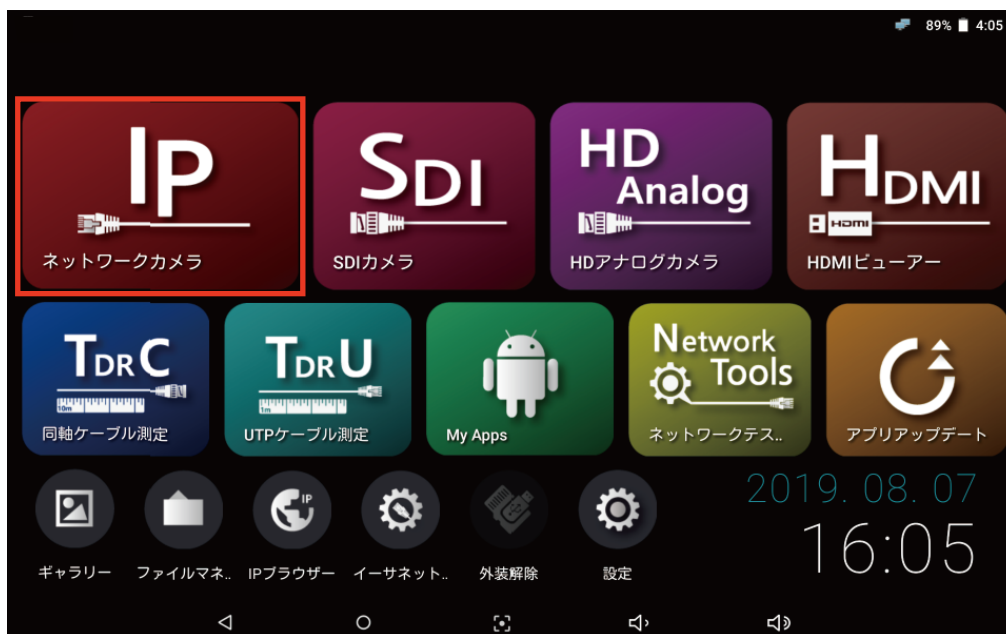 89% 4:05
IP
ネットワークカメラ
SDI
SDIカメラ
HD
Analog
HDアナログカメラ
HDMI
HDMI
HDMIビューアー
TDR C
10m
同軸ケーブル測定
TDR U
1m
UTPケーブル測定
My Apps
Network
Tools
ネットワークテス..
アプリアップデート
2019. 08. 07
16:05
IP
ギャラリー
ファイルマネ..
IPブラウザー
イーサネット..
外装解除
設定